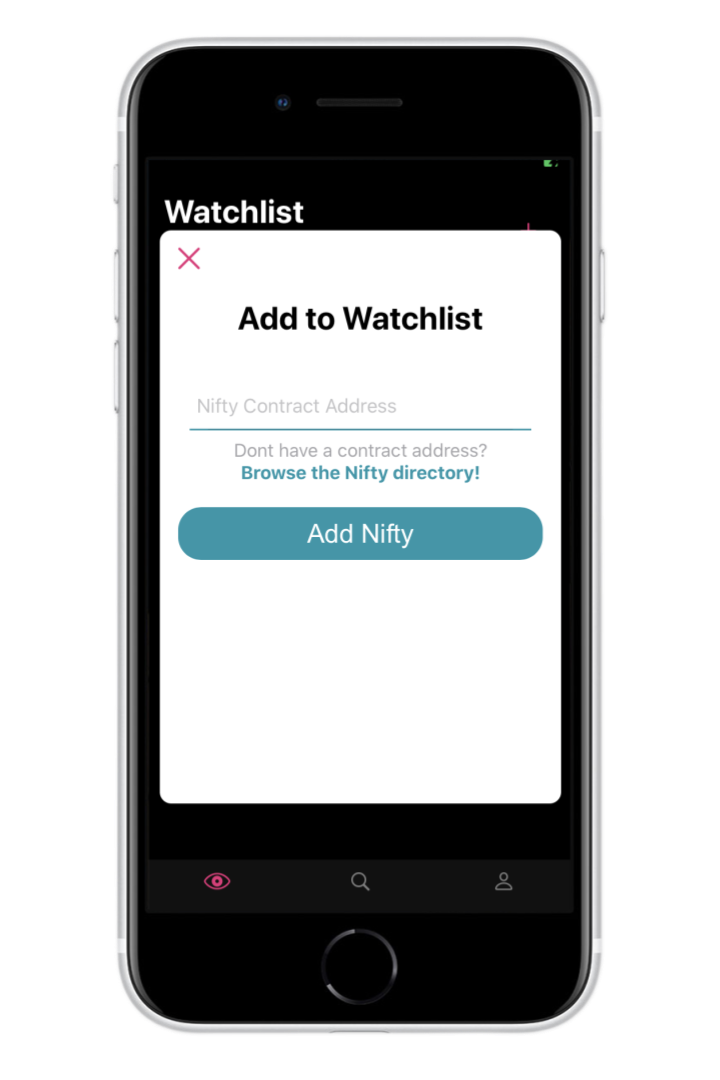 Watchlist
Add to Watchlist
Nifty Contract Address
Dont have a contract address?
Browse the Nifty directory!
Add Nifty